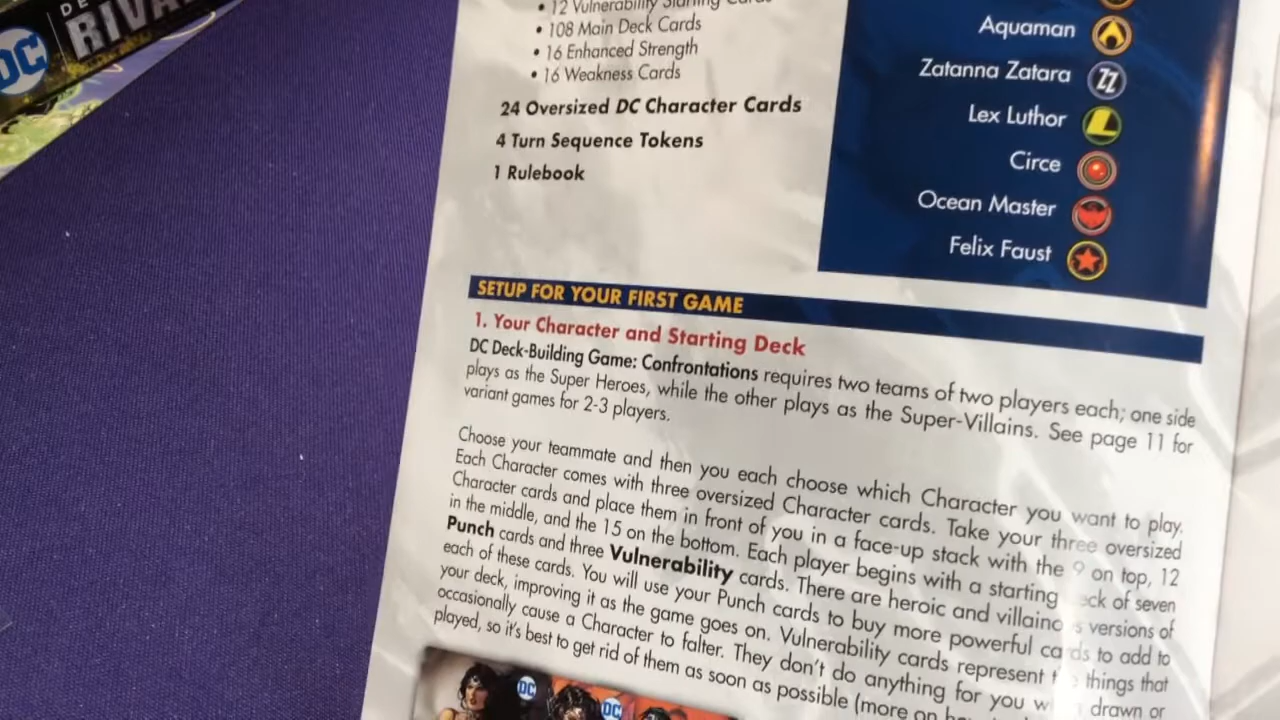 DC
RIVA
• 12 Vulnerability Starting Cards
• 108 Main Deck Cards
• 16 Enhanced Strength
• 16 Weakness Cards
24 Oversized DC Character Cards
4 Turn Sequence Tokens
1 Rulebook
Aquaman
Zatanna Zatara
ZZ
Lex Luthor
L
Circe
Ocean Master
Felix Faust
SETUP FOR YOUR FIRST GAME
1. Your Character and Starting Deck
DC Deck-Building Game: Confrontations requires two teams of two players each; one side
plays as the Super Heroes, while the other plays as the Super-Villains. See page 11 for
variant games for 2-3 players.
Choose your teammate and then you each choose which Character you want to play.
Each Character comes with three oversized Character cards. Take your three oversized
Character cards and place them in front of you in a face-up stack with the 9 on top, 12
in the middle, and the 15 on the bottom. Each player begins with a starting ck of seven
Punch cards and three Vulnerability cards. There are heroic and villaino s versions of
each of these cards. You will use your Punch cards to buy more powerful ca ds to add to
your deck, improving it as the game goes on. Vulnerability cards represent t things that
occasionally cause a Character to falter. They don't do anything for you w drawn or
played, so it's best to get rid of them as soon as possible (more on
DC
DC